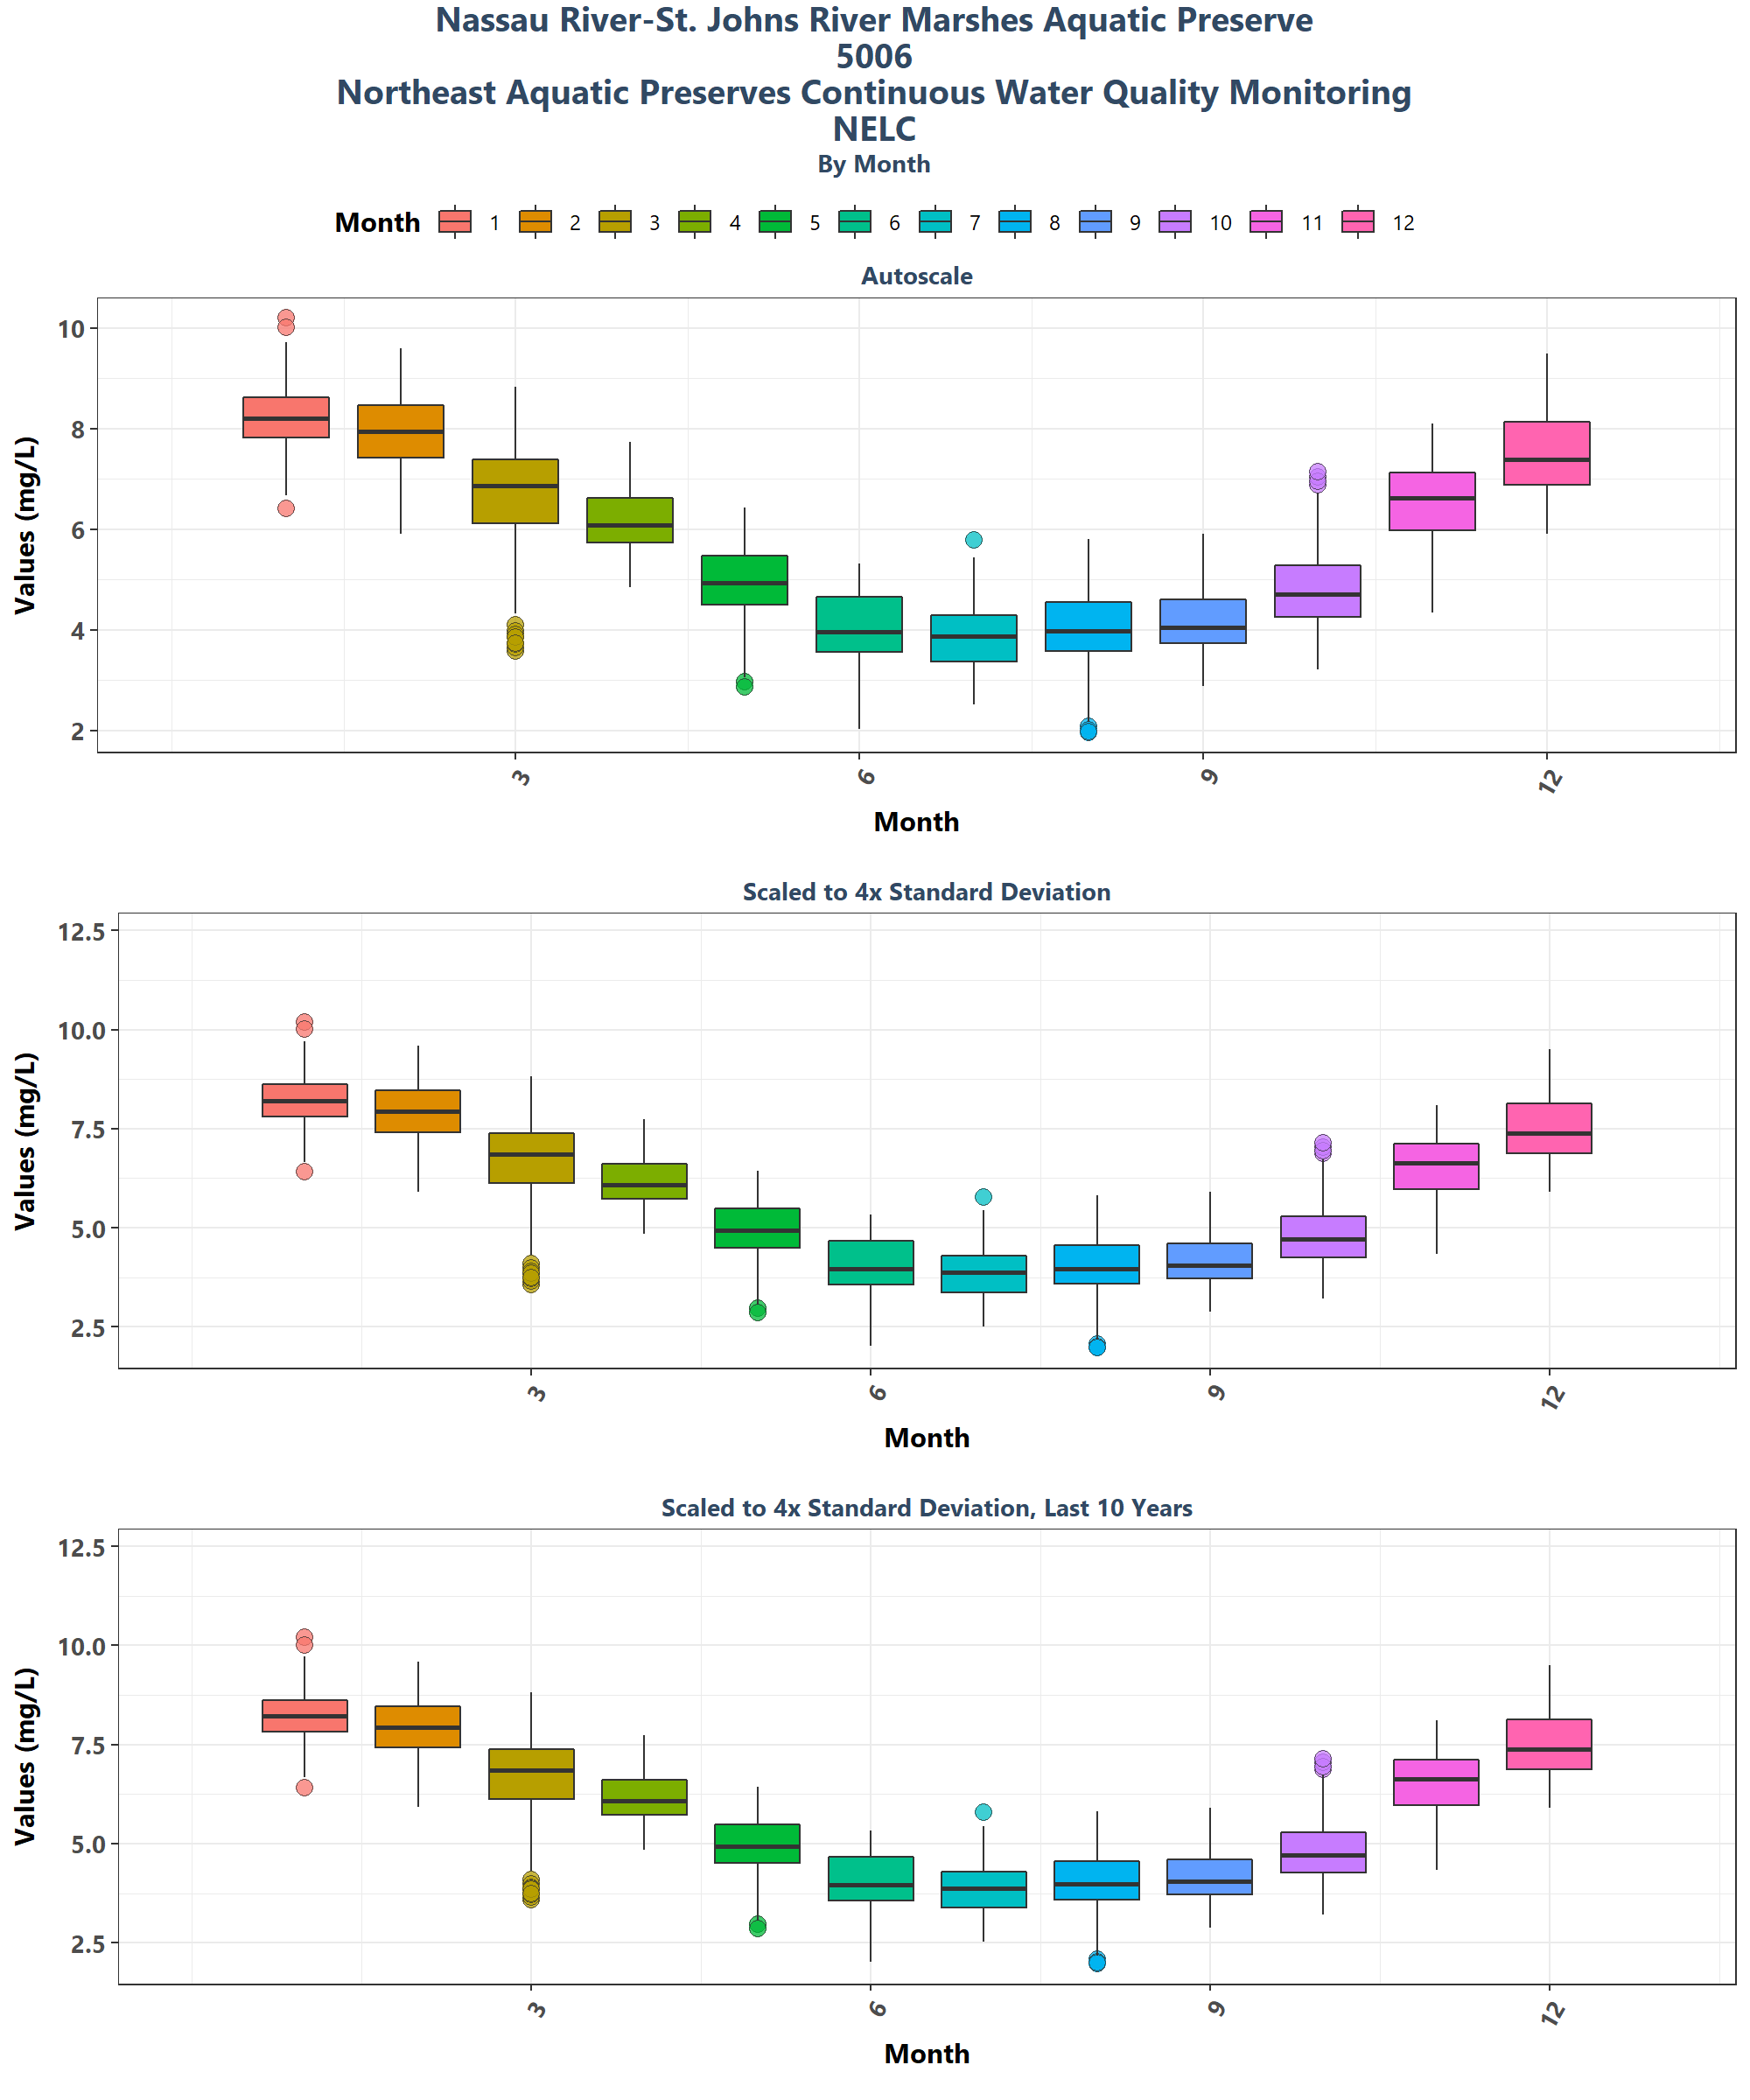 Nassau River-St. Johns River Marshes Aquatic Preserve
5006
Northeast Aquatic Preserves Continuous Water Quality Monitoring
NELC
By Month
Month 1 2 3 4 5 6 7 8 9 10 11 12
Autoscale
10
8
6
4
2
Values (mg/L)
3 6 9 12
Month
Scaled to 4x Standard Deviation
12.5
10.0
7.5
5.0
2.5
Values (mg/L)
3 6 9 12
Month
Scaled to 4x Standard Deviation, Last 10 Years
12.5
10.0
7.5
5.0
2.5
Values (mg/L)
3 6 9 12
Month